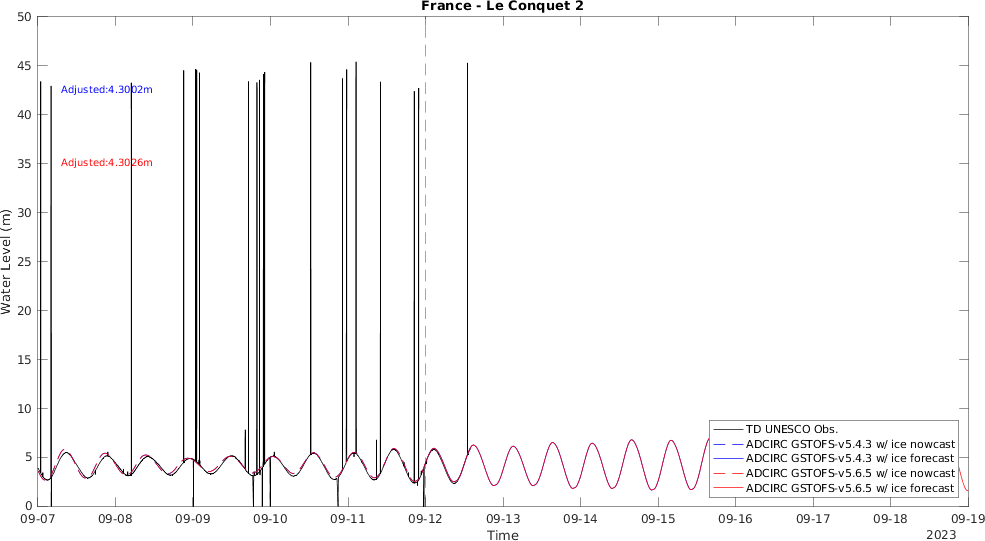 France - Le Conquet 2
50
45
40
35
30
25
20
15
10
5
0
Water Level (m)
Adjusted:4.3002m
Adjusted:4.3026m
TD UNESCO Obs.
ADCIRC GSTOFS-v5.4.3 w/ ice nowcast
ADCIRC GSTOFS-v5.4.3 w/ ice forecast
ADCIRC GSTOFS-v5.6.5 w/ ice nowcast
ADCIRC GSTOFS-v5.6.5 w/ ice forecast
09-07 09-08 09-09 09-10 09-11 09-12 09-13 09-14 09-15 09-16 09-17 09-18 09-19
Time
2023